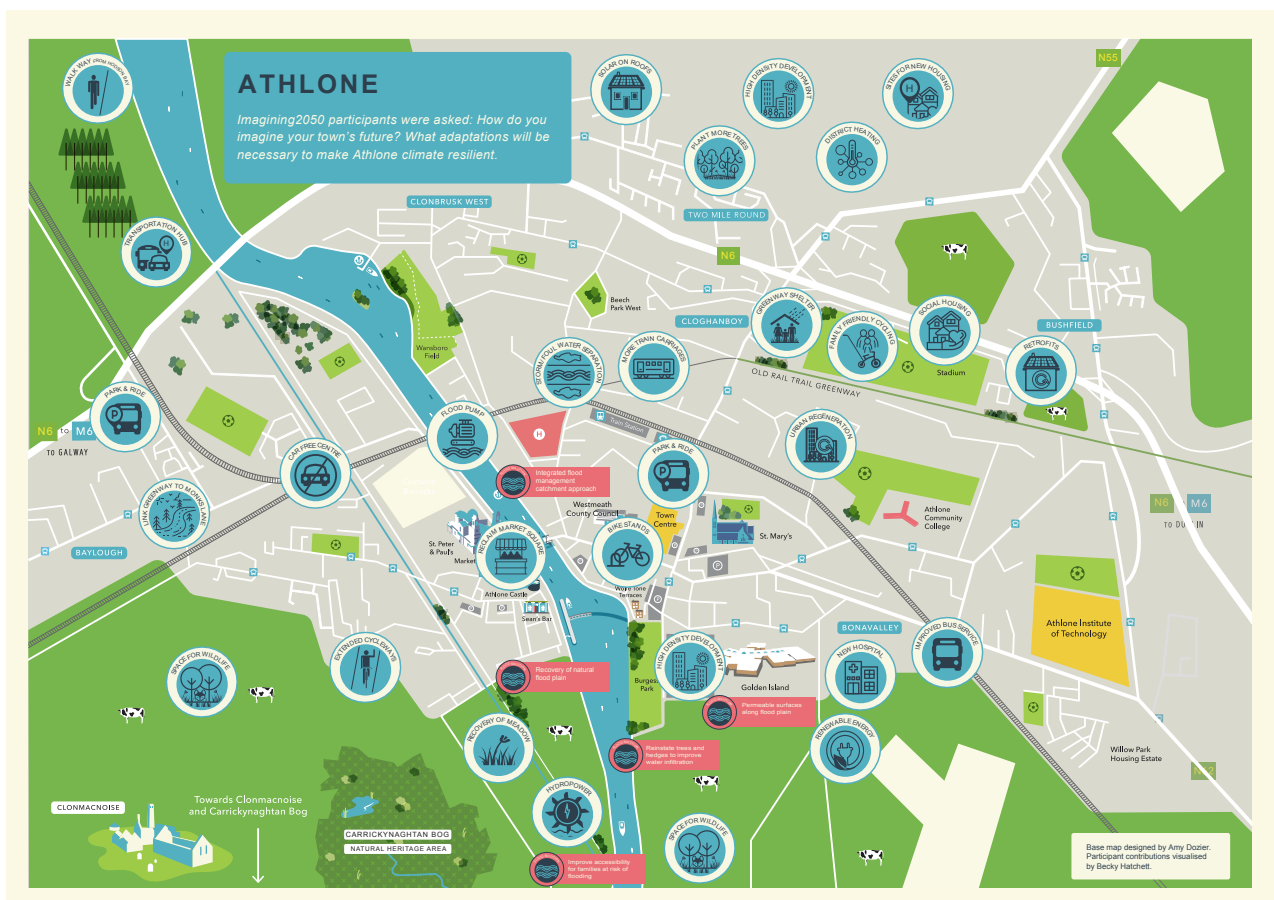 ATHLONE
Imagining2050 participants were asked: How do you
imagine your town's future? What adaptations will be
necessary to make Athlone climate resilient.
WALK WAY FROM HODSON BAY
SOLAR ON ROOFS
HIGH DENSITY DEVELOPMENT
SITES FOR NEW HOUSING
N55
PLANT MORE TREES
DISTRICT HEATING
TRANSPORTATION HUB
H
CLONBRUSK WEST
TWO MILE ROUND
N6
Beech
Park West
CLOGHANBOY
GREENWAY SHELTER
FAMILY FRIENDLY CYCLING
SOCIAL HOUSING
BUSHFIELD
RETROFITS
Stadium
Wansboro
Field
STORM/FOUL WATER SEPARATION
MORE TRAIN CARRIAGES
OLD RAIL TRAIL GREENWAY
PARK & RIDE
P
N6 to M6
TO GALWAY
FLOOD PUMP
H
Train Station
URBAN REGENERATION
CAR FREE CENTRE
PARK & RIDE
P
Integrated flood
management
catchment approach
LINK GREENWAY TO MONKSLAND
Westmeath
County Council
Town
Centre
Athlone
Community
College
N6 M6
BAYLOUGH
St. Peter
& Paul's
Market
RECLAIM MARKET SQUARE
BIKE STANDS
St. Mary's
P
Athlone Castle
Sean's Bar
Wolfe Tone
Terraces
BONAVALLEY
IMPROVED BUS SERVICE
Athlone Institute
of Technology
SPACE FOR WILDLIFE
EXTENDED CYCLEWAYS
Recovery of natural
flood plain
HIGH DENSITY DEVELOPMENT
Burgess
Park
Golden Island
NEW HOSPITAL
Permeable surfaces
along flood plain
RECOVERY OF MEADOW
Reinstate trees and
hedges to improve
water infiltration
RENEWABLE ENERGY
Willow Park
Housing Estate
HYDROPOWER
CLONMACNOISE
Towards Clonmacnoise
and Carrickynaghtan Bog
CARRICKYNAGHTAN BOG
NATURAL HERITAGE AREA
SPACE FOR WILDLIFE
Improve accessibility
for families at risk of
flooding
Base map designed by Amy Dozier.
Participant contributions visualised
by Becky Hatchett.